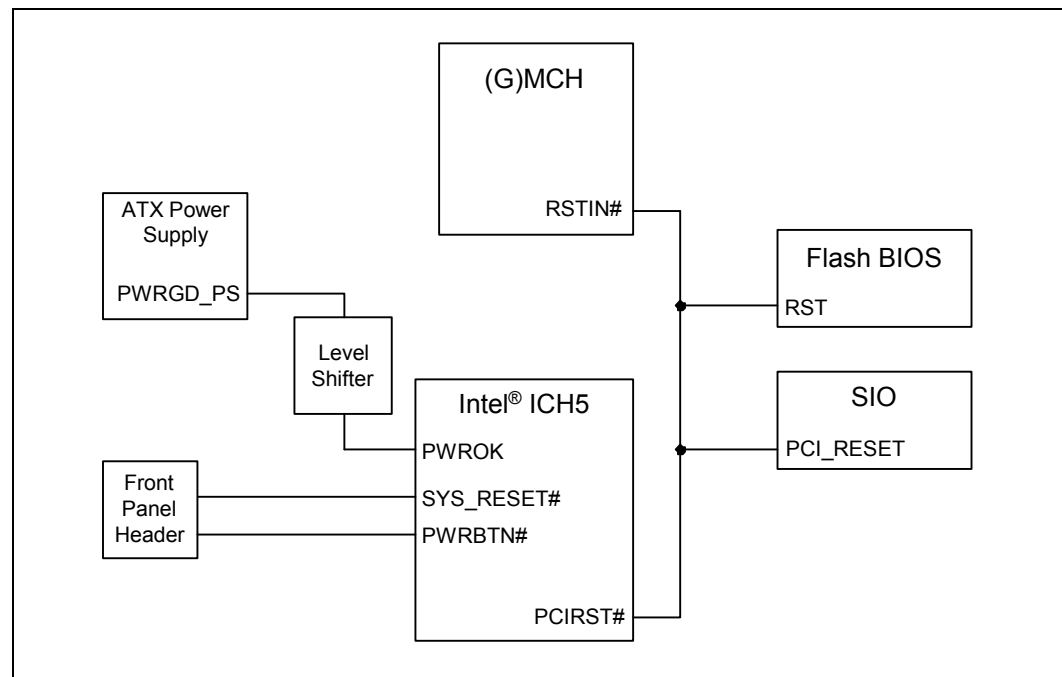 (G)MCH
RSTIN#
ATX Power
Supply
PWRGD_PS
Flash BIOS
RST
Level
Shifter
Intel® ICH5
PWROK
SYS_RESET#
PWRBTN#
PCIRST#
SIO
PCI_RESET
Front
Panel
Header